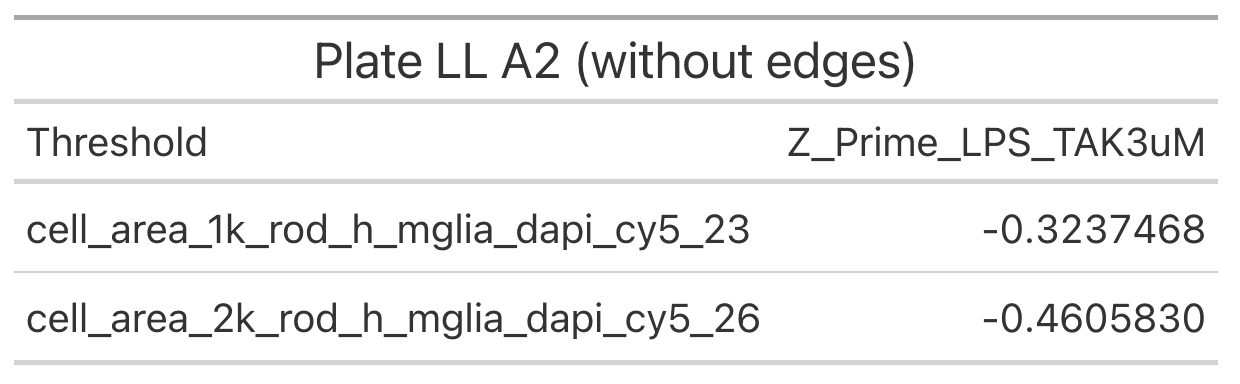 Plate LL A2 (without edges)
Threshold Z_Prime_LPS_TAK3uM
cell_area_1k_rod_h_mglia_dapi_cy5_23 -0.3237468
cell_area_2k_rod_h_mglia_dapi_cy5_26 -0.4605830